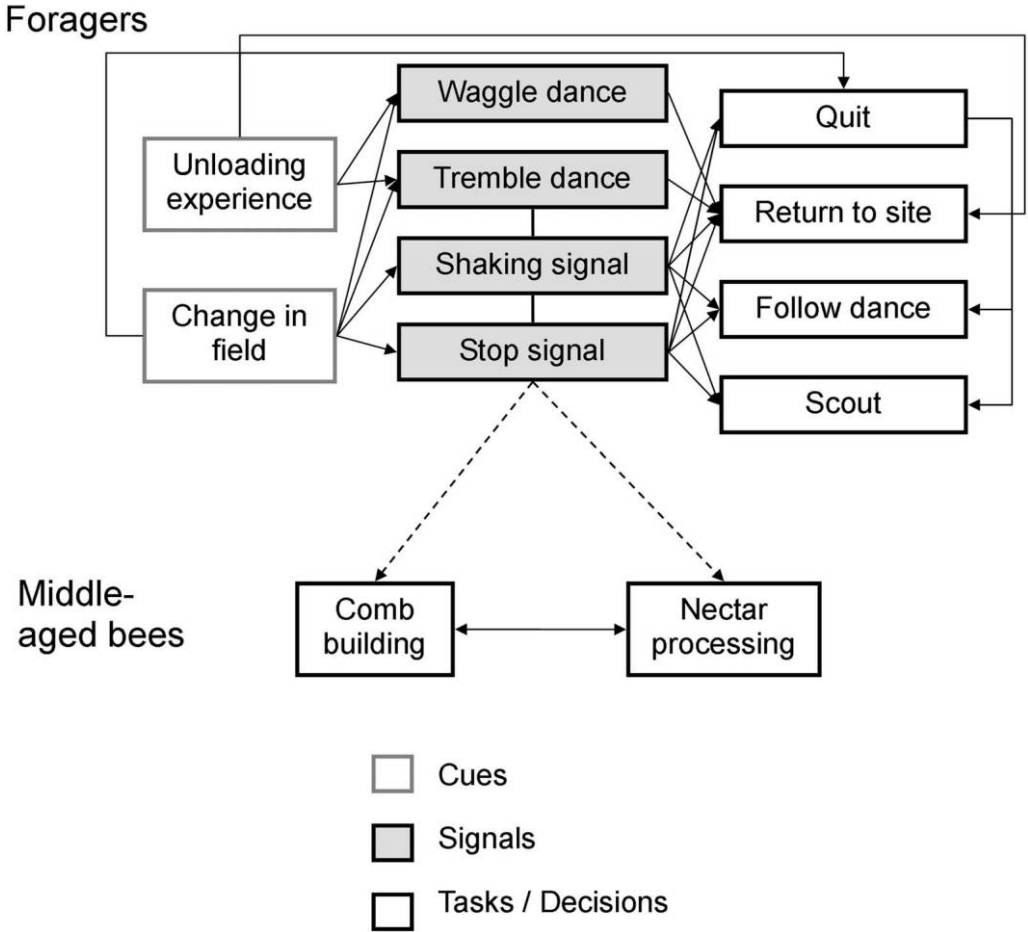 Foragers
Waggle dance
Quit
Unloading
experience
Tremble dance
Return to site
Shaking signal
Change in
field
Follow dance
Stop signal
Scout
Middle-
aged bees
Comb
building
Nectar
processing
Cues
Signals
Tasks / Decisions